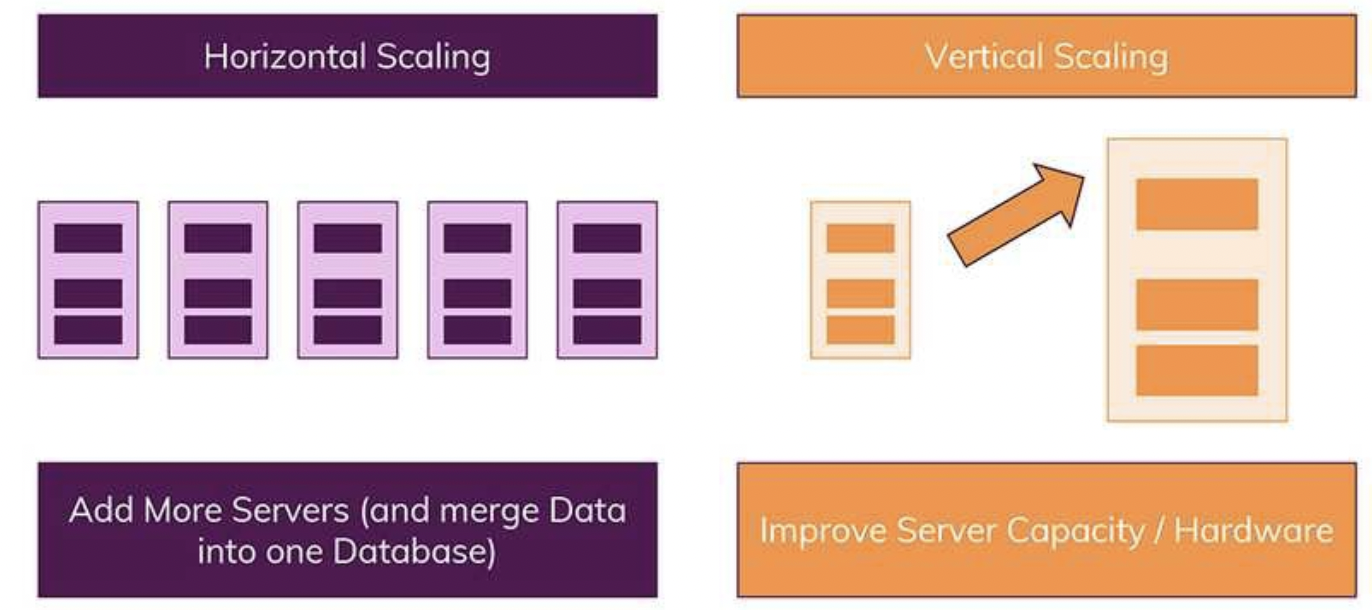 Horizontal Scaling
Vertical Scaling
Add More Servers (and merge Data
into one Database)
Improve Server Capacity / Hardware